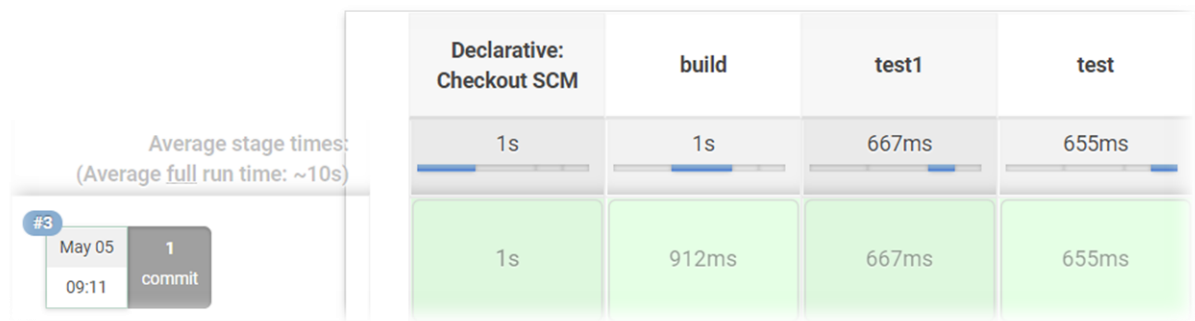 Declarative:
Checkout SCM
build
test1
test
Average stage times:
(Average full run time: ~10s)
1s
1s
667ms
655ms
#3
May 05
09:11
1
commit
1s
912ms
667ms
655ms